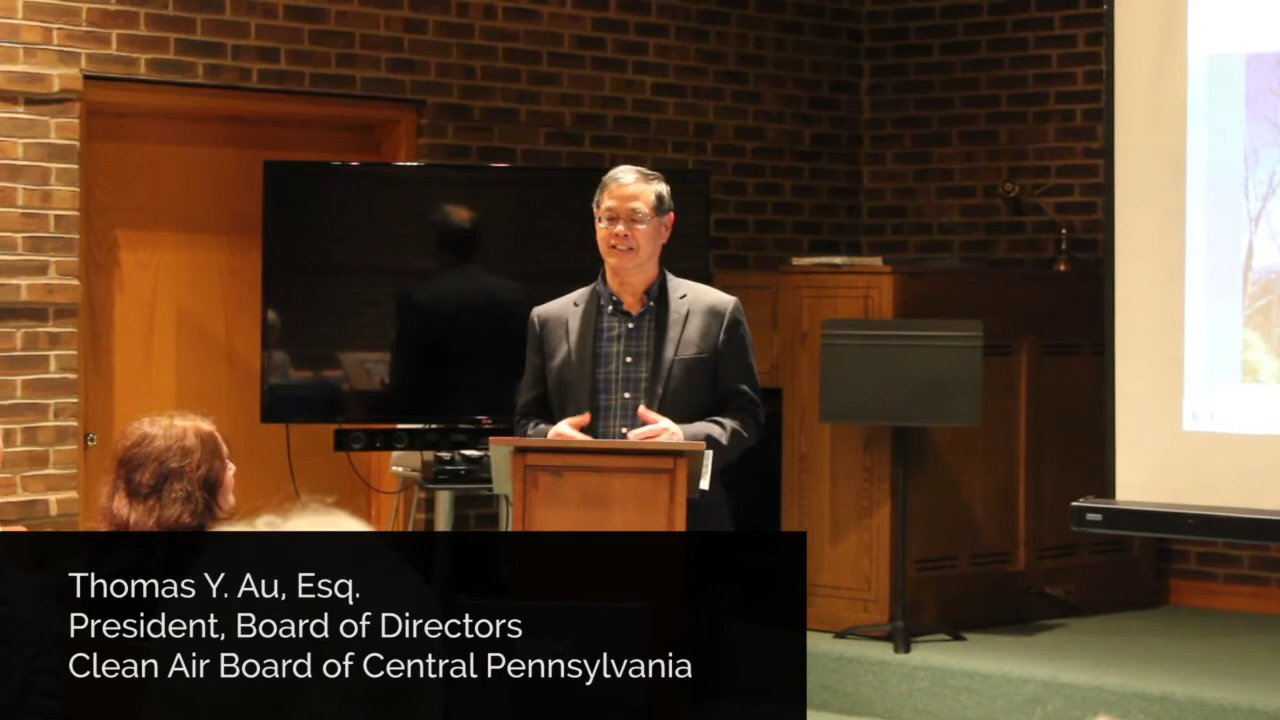 Thomas Y. Au, Esq.
President, Board of Directors
Clean Air Board of Central Pennsylvania